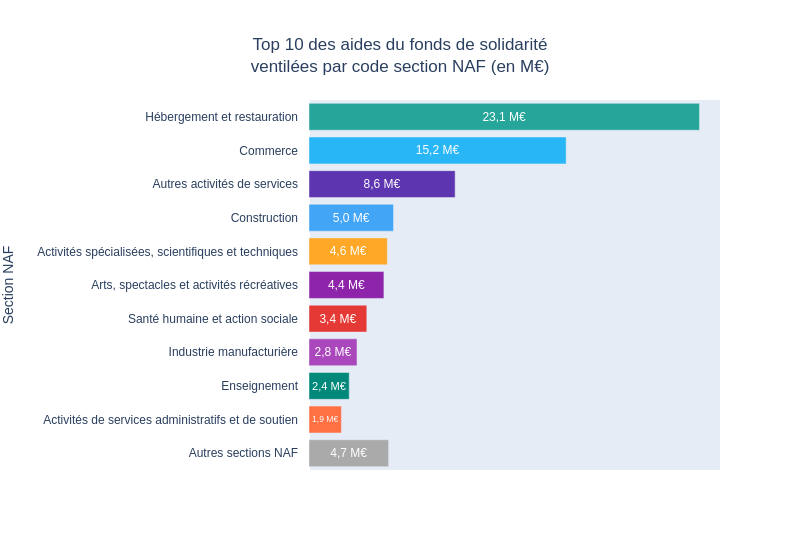 Top 10 des aides du fonds de solidarité
ventilées par code section NAF (en M€)
Section NAF
Hébergement et restauration 23,1 M€
Commerce 15,2 M€
Autres activités de services 8,6 M€
Construction 5,0 M€
Activités spécialisées, scientifiques et techniques 4,6 M€
Arts, spectacles et activités récréatives 4,4 M€
Santé humaine et action sociale 3,4 M€
Industrie manufacturière 2,8 M€
Enseignement 2,4 M€
Activités de services administratifs et de soutien 1,9 M€
Autres sections NAF 4,7 M€